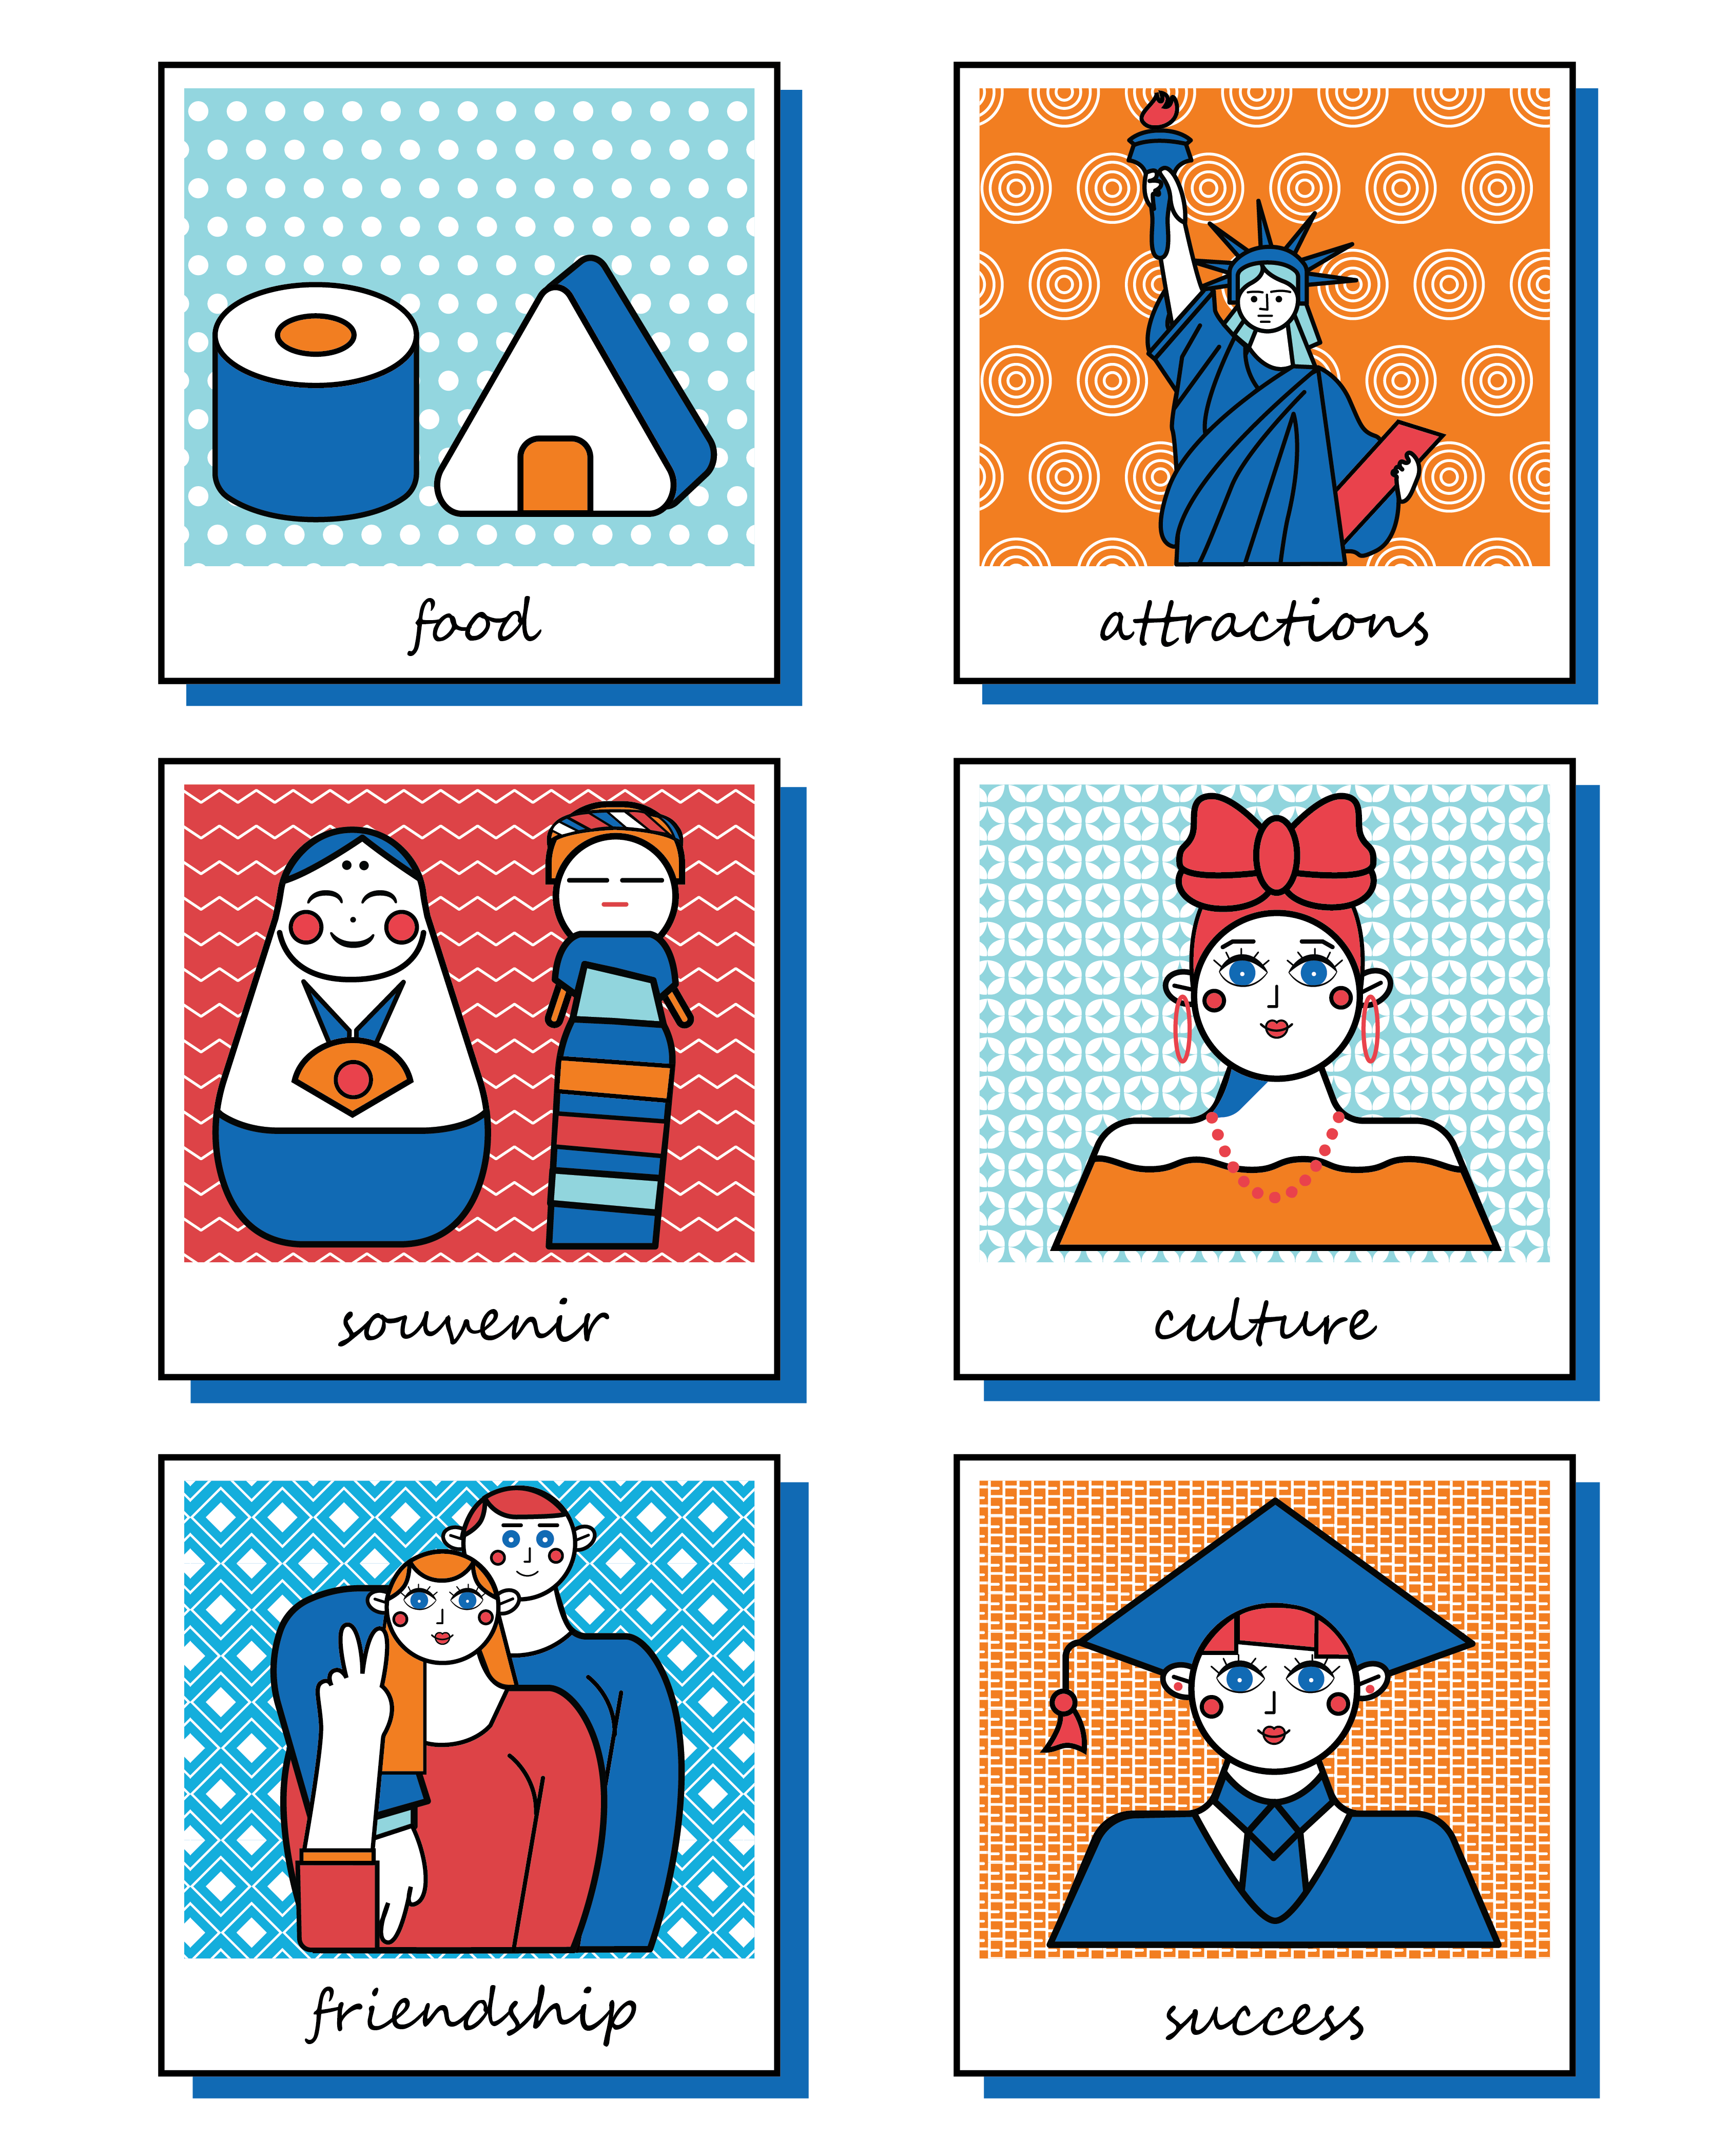 food
attractions
souvenir
culture
friendship
success